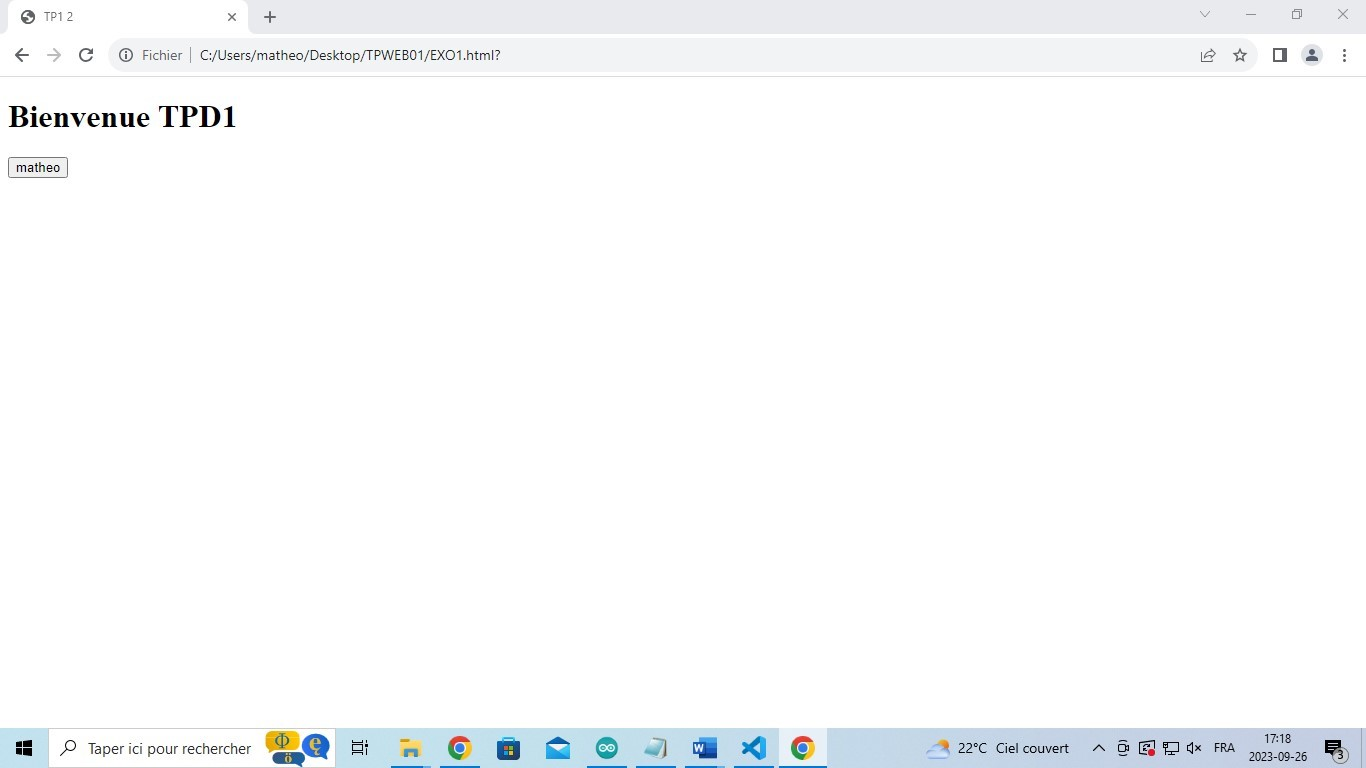 TP1 2
Fichier
C:/Users/matheo/Desktop/TPWEB01/EXO1.html?
Bienvenue TPD1
matheo
Taper ici pour rechercher
22°C Ciel couvert
FRA
17:18
2023-09-26
3